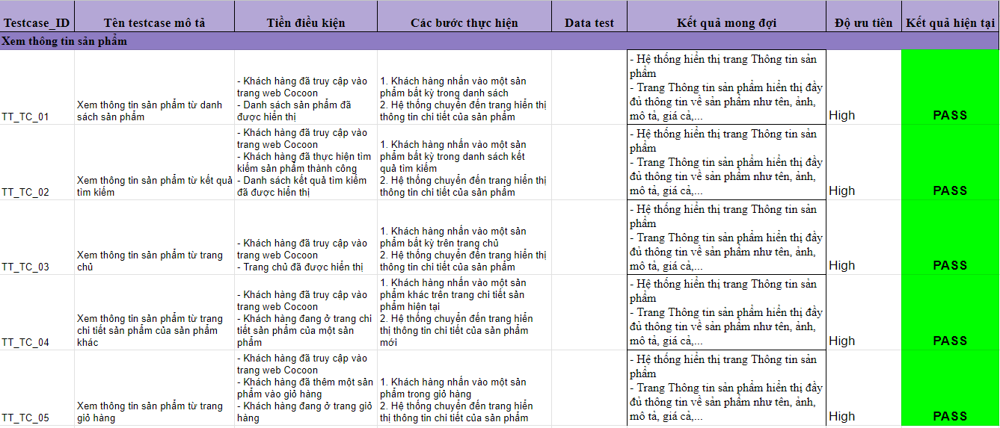 Testcase_ID Tên testcase mô tả Tiền điều kiện Các bước thực hiện Data test Kết quả mong đợi Độ ưu tiên Kết quả hiện tại
Xem thông tin sản phẩm
TT_TC_01
Xem thông tin sản phẩm từ danh
sách sản phẩm
- Khách hàng đã truy cập vào
trang web Cocoon
- Danh sách sản phẩm đã
được hiển thị
1. Khách hàng nhấn vào một sản
phẩm bất kỳ trong danh sách
2. Hệ thống chuyển đến trang hiển thị
thông tin chi tiết của sản phẩm
- Hệ thống hiển thị trang Thông tin sản
phẩm
- Trang Thông tin sản phẩm hiển thị đầy
đủ thông tin về sản phẩm như tên, ảnh,
mô tả, giá cả,...
High
PASS
TT_TC_02
Xem thông tin sản phẩm từ kết quả
tìm kiếm
- Khách hàng đã truy cập vào
trang web Cocoon
- Khách hàng đã thực hiện tìm
kiếm sản phẩm thành công
- Danh sách kết quả tìm kiếm
đã được hiển thị
1. Khách hàng nhấn vào một sản
phẩm bất kỳ trong danh sách kết
quả tìm kiếm
2. Hệ thống chuyển đến trang hiển thị
thông tin chi tiết của sản phẩm
- Hệ thống hiển thị trang Thông tin sản
phẩm
- Trang Thông tin sản phẩm hiển thị đầy
đủ thông tin về sản phẩm như tên, ảnh,
mô tả, giá cả,...
High
PASS
TT_TC_03
Xem thông tin sản phẩm từ trang
chủ
- Khách hàng đã truy cập vào
trang web Cocoon
- Trang chủ đã được hiển thị
1. Khách hàng nhấn vào một sản
phẩm bất kỳ trên trang chủ
2. Hệ thống chuyển đến trang hiển thị
thông tin chi tiết của sản phẩm
- Hệ thống hiển thị trang Thông tin sản
phẩm
- Trang Thông tin sản phẩm hiển thị đầy
đủ thông tin về sản phẩm như tên, ảnh,
mô tả, giá cả,...
High
PASS
TT_TC_04
Xem thông tin sản phẩm từ trang
chi tiết sản phẩm của sản phẩm
khác
- Khách hàng đã truy cập vào
trang web Cocoon
- Khách hàng đang ở trang chi
tiết sản phẩm của một sản
phẩm
1. Khách hàng nhấn vào một sản
phẩm khác trên trang chi tiết sản
phẩm hiện tại
2. Hệ thống chuyển đến trang hiển
thị thông tin chi tiết của sản phẩm
mới
- Hệ thống hiển thị trang Thông tin sản
phẩm
- Trang Thông tin sản phẩm hiển thị đầy
đủ thông tin về sản phẩm như tên, ảnh,
mô tả, giá cả,...
High
PASS
TT_TC_05
Xem thông tin sản phẩm từ trang
giỏ hàng
- Khách hàng đã truy cập vào
trang web Cocoon
- Khách hàng đã thêm một sản
phẩm vào giỏ hàng
- Khách hàng đang ở trang giỏ
hàng
1. Khách hàng nhấn vào một sản
phẩm trong giỏ hàng
2. Hệ thống chuyển đến trang hiển
thị thông tin chi tiết của sản phẩm
- Hệ thống hiển thị trang Thông tin sản
phẩm
- Trang Thông tin sản phẩm hiển thị đầy
đủ thông tin về sản phẩm như tên, ảnh,
mô tả, giá cả,...
High
PASS